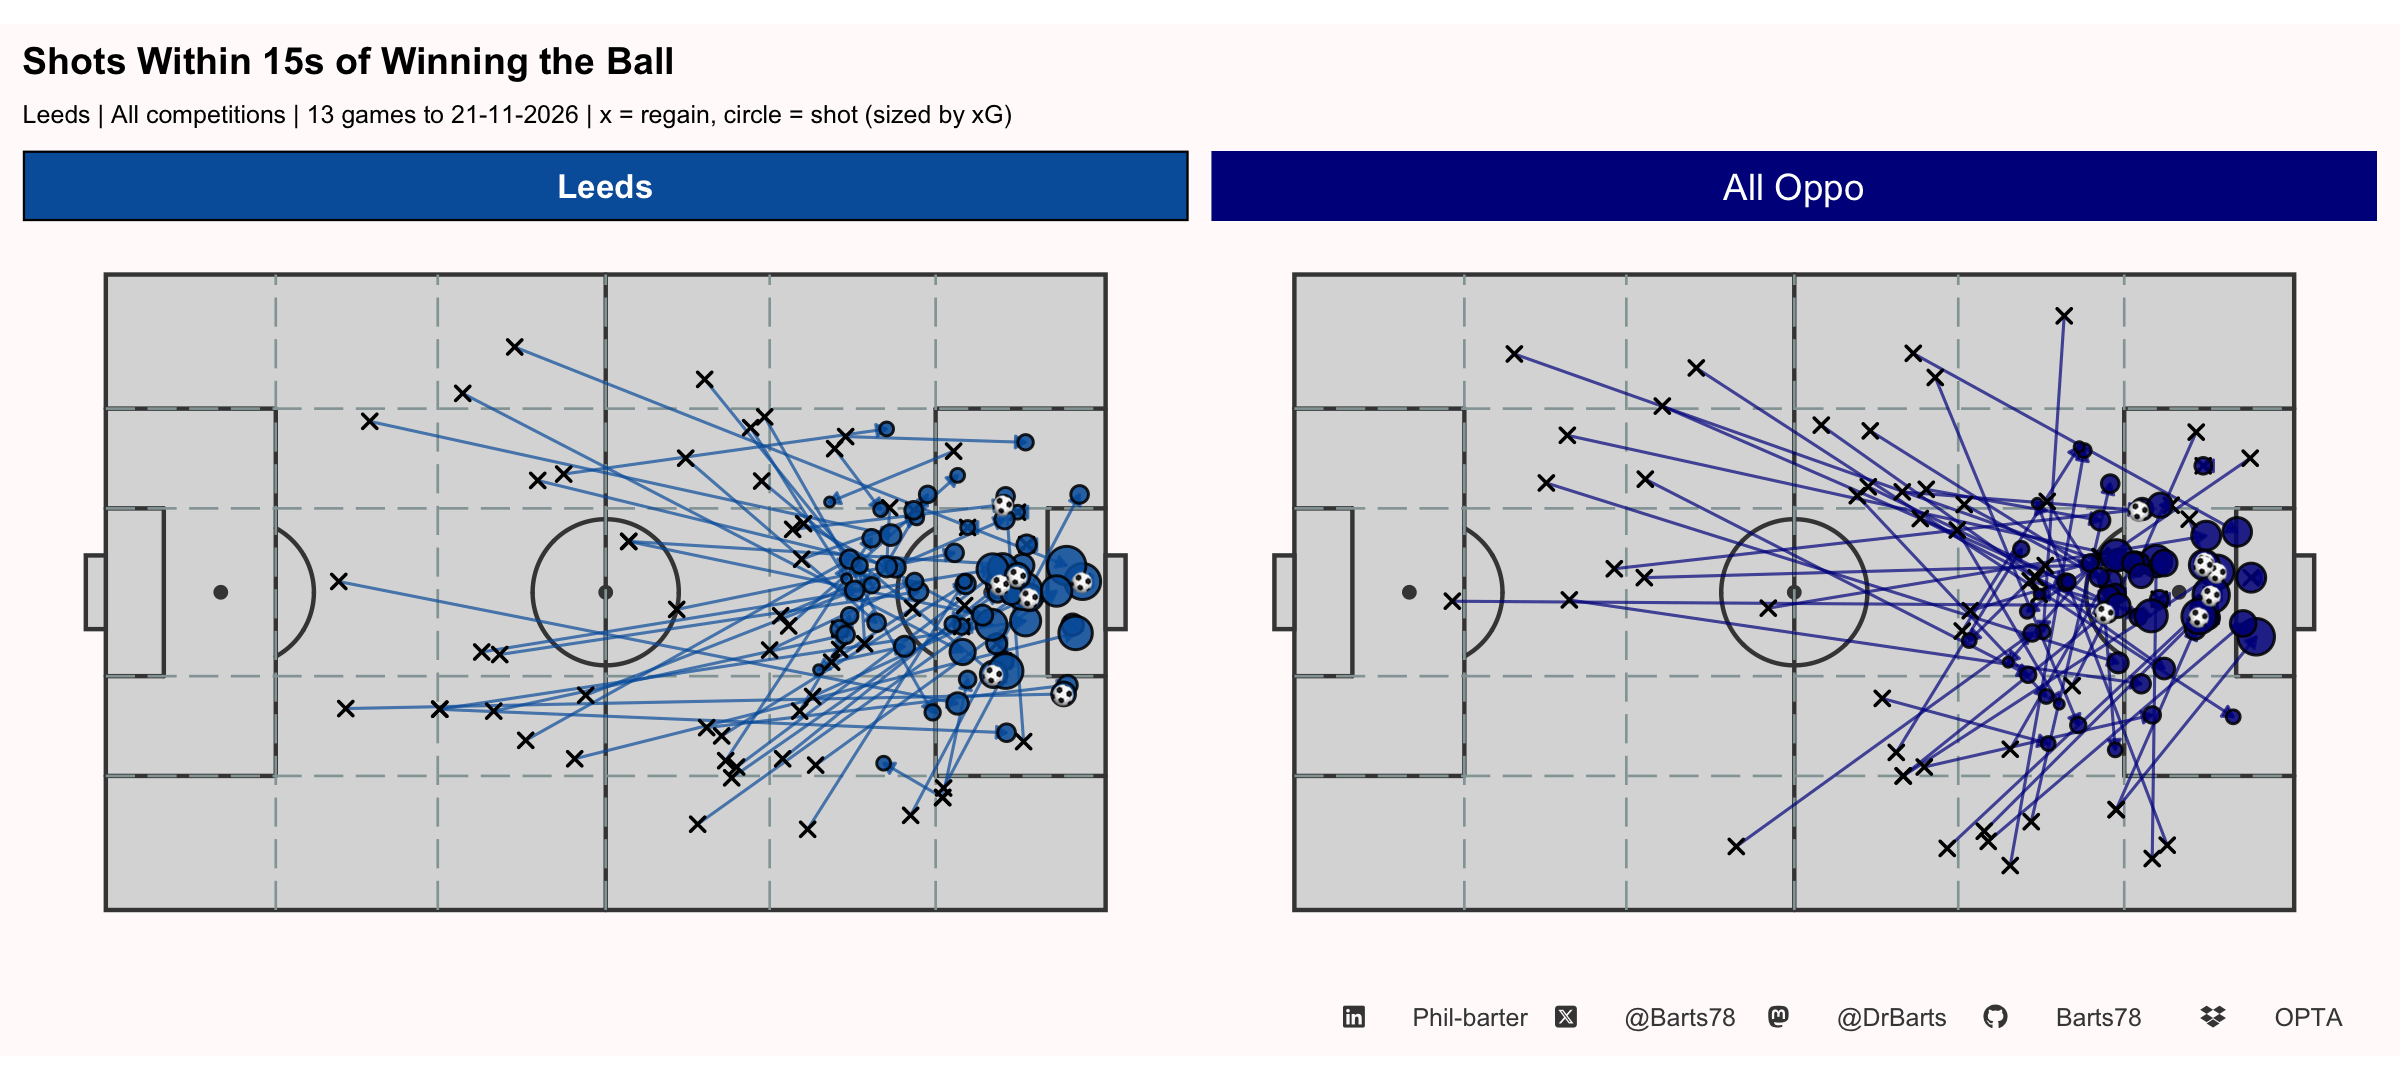 Shots Within 15s of Winning the Ball
Leeds | All competitions | 13 games to 21-11-2026 | x = regain, circle = shot (sized by xG)
Leeds
All Oppo
Phil-barter @Barts78 @DrBarts Barts78 OPTA